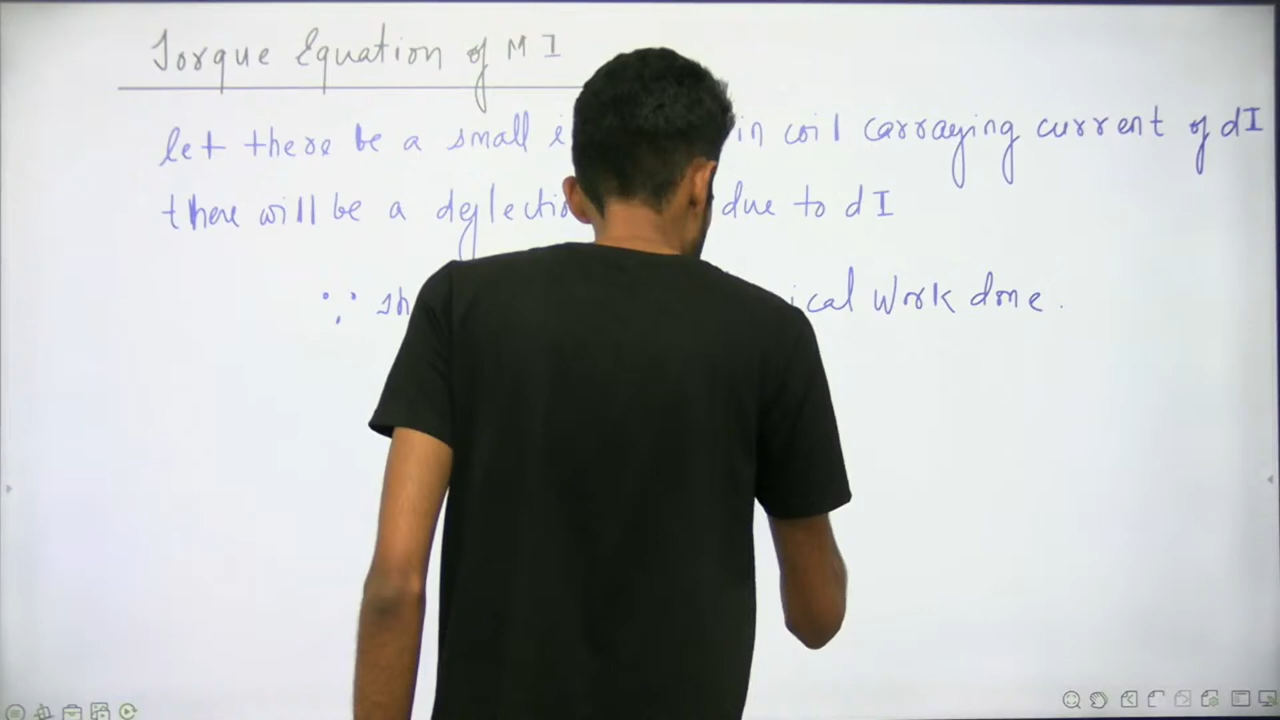 Torque Equation of M I
let there be a small in coil carraying current of dI
there will be a due to dI
∵ work done.